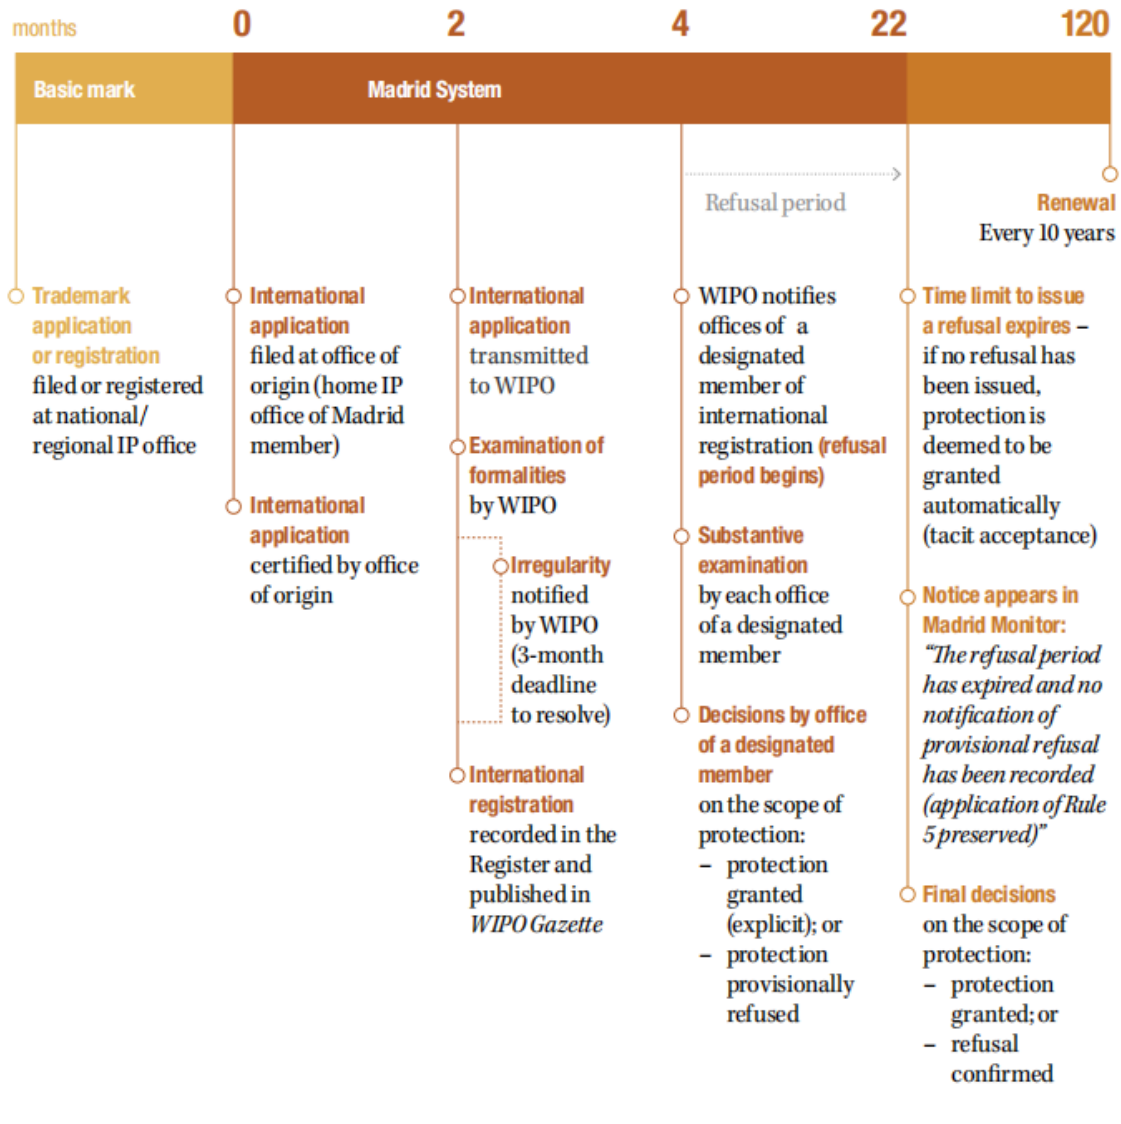 months
0
2
4
22
120
Basic mark
Madrid System
Refusal period
Renewal
Every 10 years
Trademark
application
or registration
filed or registered
at national/
regional IP office
International
application
filed at office of
origin (home IP
office of Madrid
member)
International
application
certified by office
of origin
International
application
transmitted
to WIPO
Examination of
formalities
by WIPO
Irregularity
notified
by WIPO
(3-month
deadline
to resolve)
International
registration
recorded in the
Register and
published in
WIPO Gazette
WIPO notifies
offices of a
designated
member of
international
registration (refusal
period begins)
Substantive
examination
by each office
of a designated
member
Decisions by office
of a designated
member
on the scope of
protection:
– protection
granted
(explicit); or
– protection
provisionally
refused
Time limit to issue
a refusal expires –
if no refusal has
been issued,
protection is
deemed to be
granted
automatically
(tacit acceptance)
Notice appears in
Madrid Monitor:
“The refusal period
has expired and no
notification of
provisional refusal
has been recorded
(application of Rule
5 preserved)”
Final decisions
on the scope of
protection:
– protection
granted; or
– refusal
confirmed